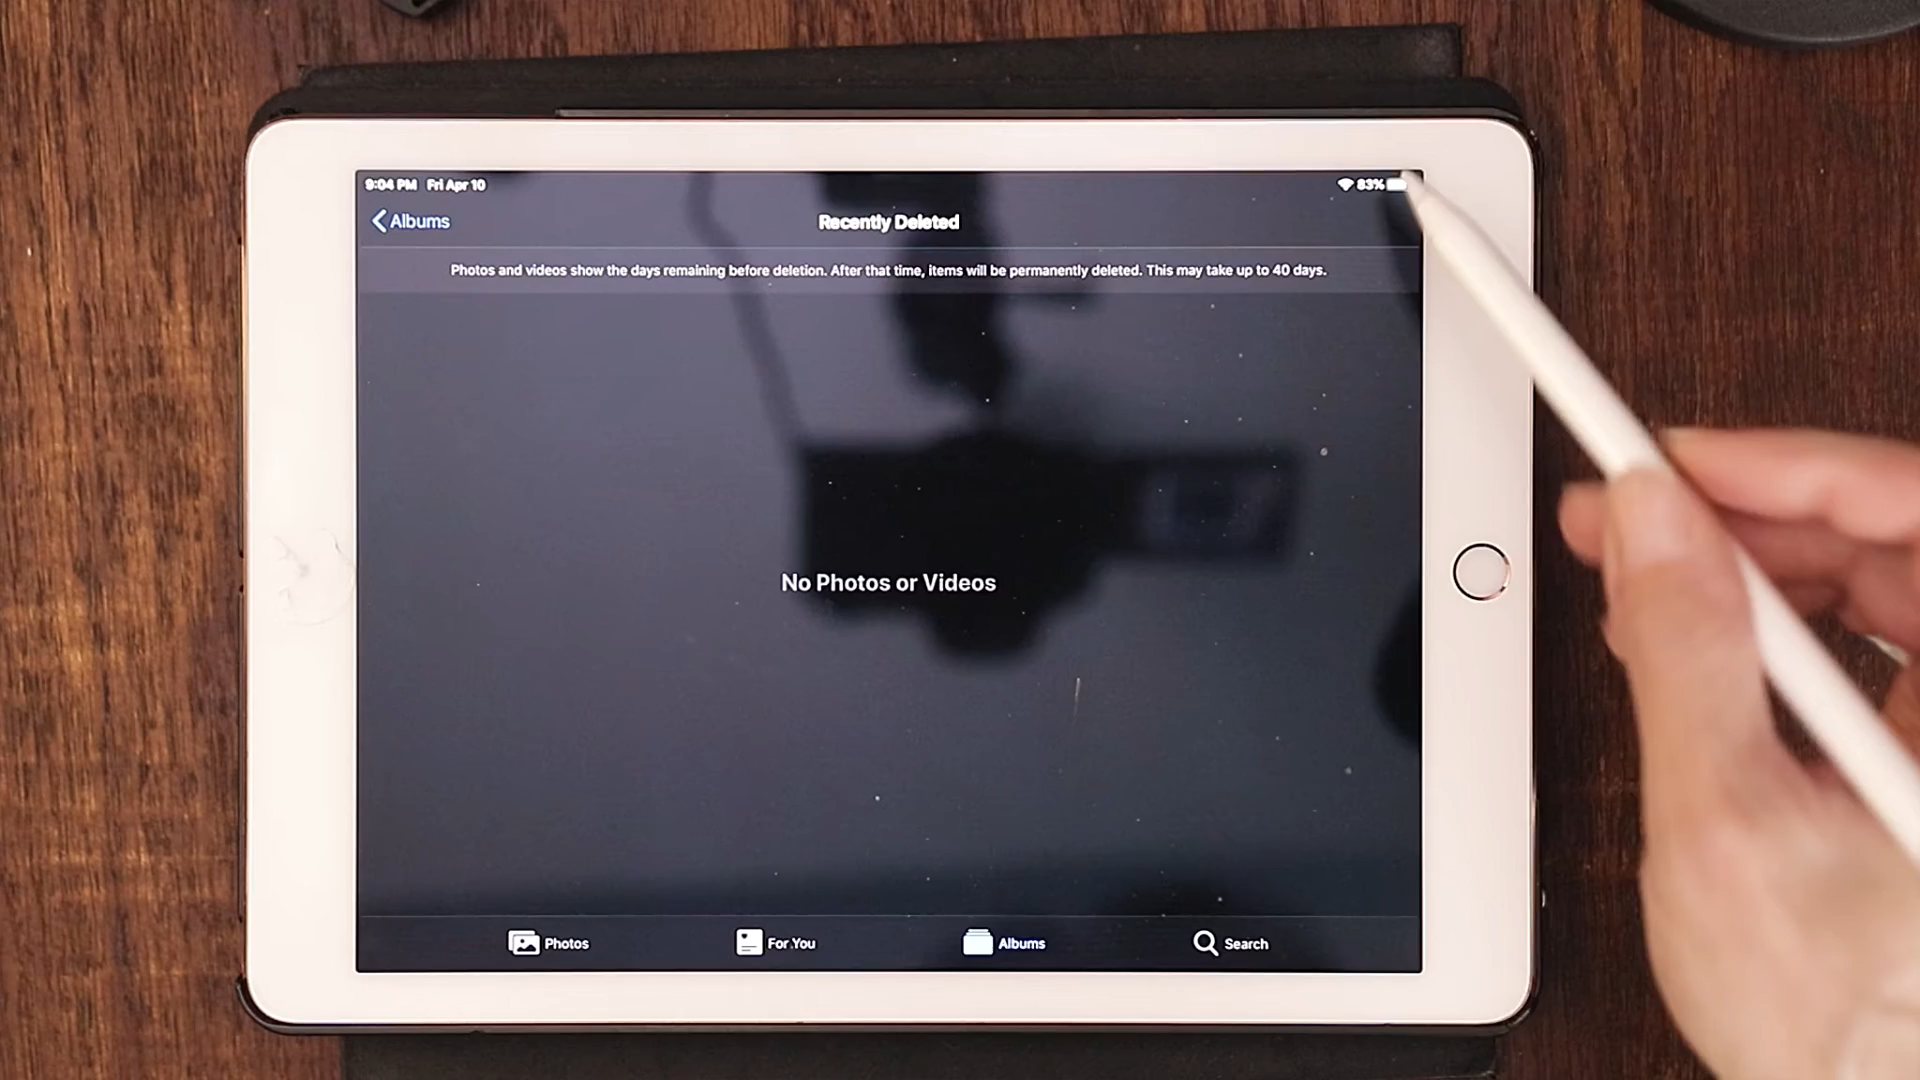 9:04 PM Fri Apr 10
83%
Albums
Recently Deleted
Photos and videos show the days remaining before deletion. After that time, items will be permanently deleted. This may take up to 40 days.
No Photos or Videos
Photos
For You
Albums
Search